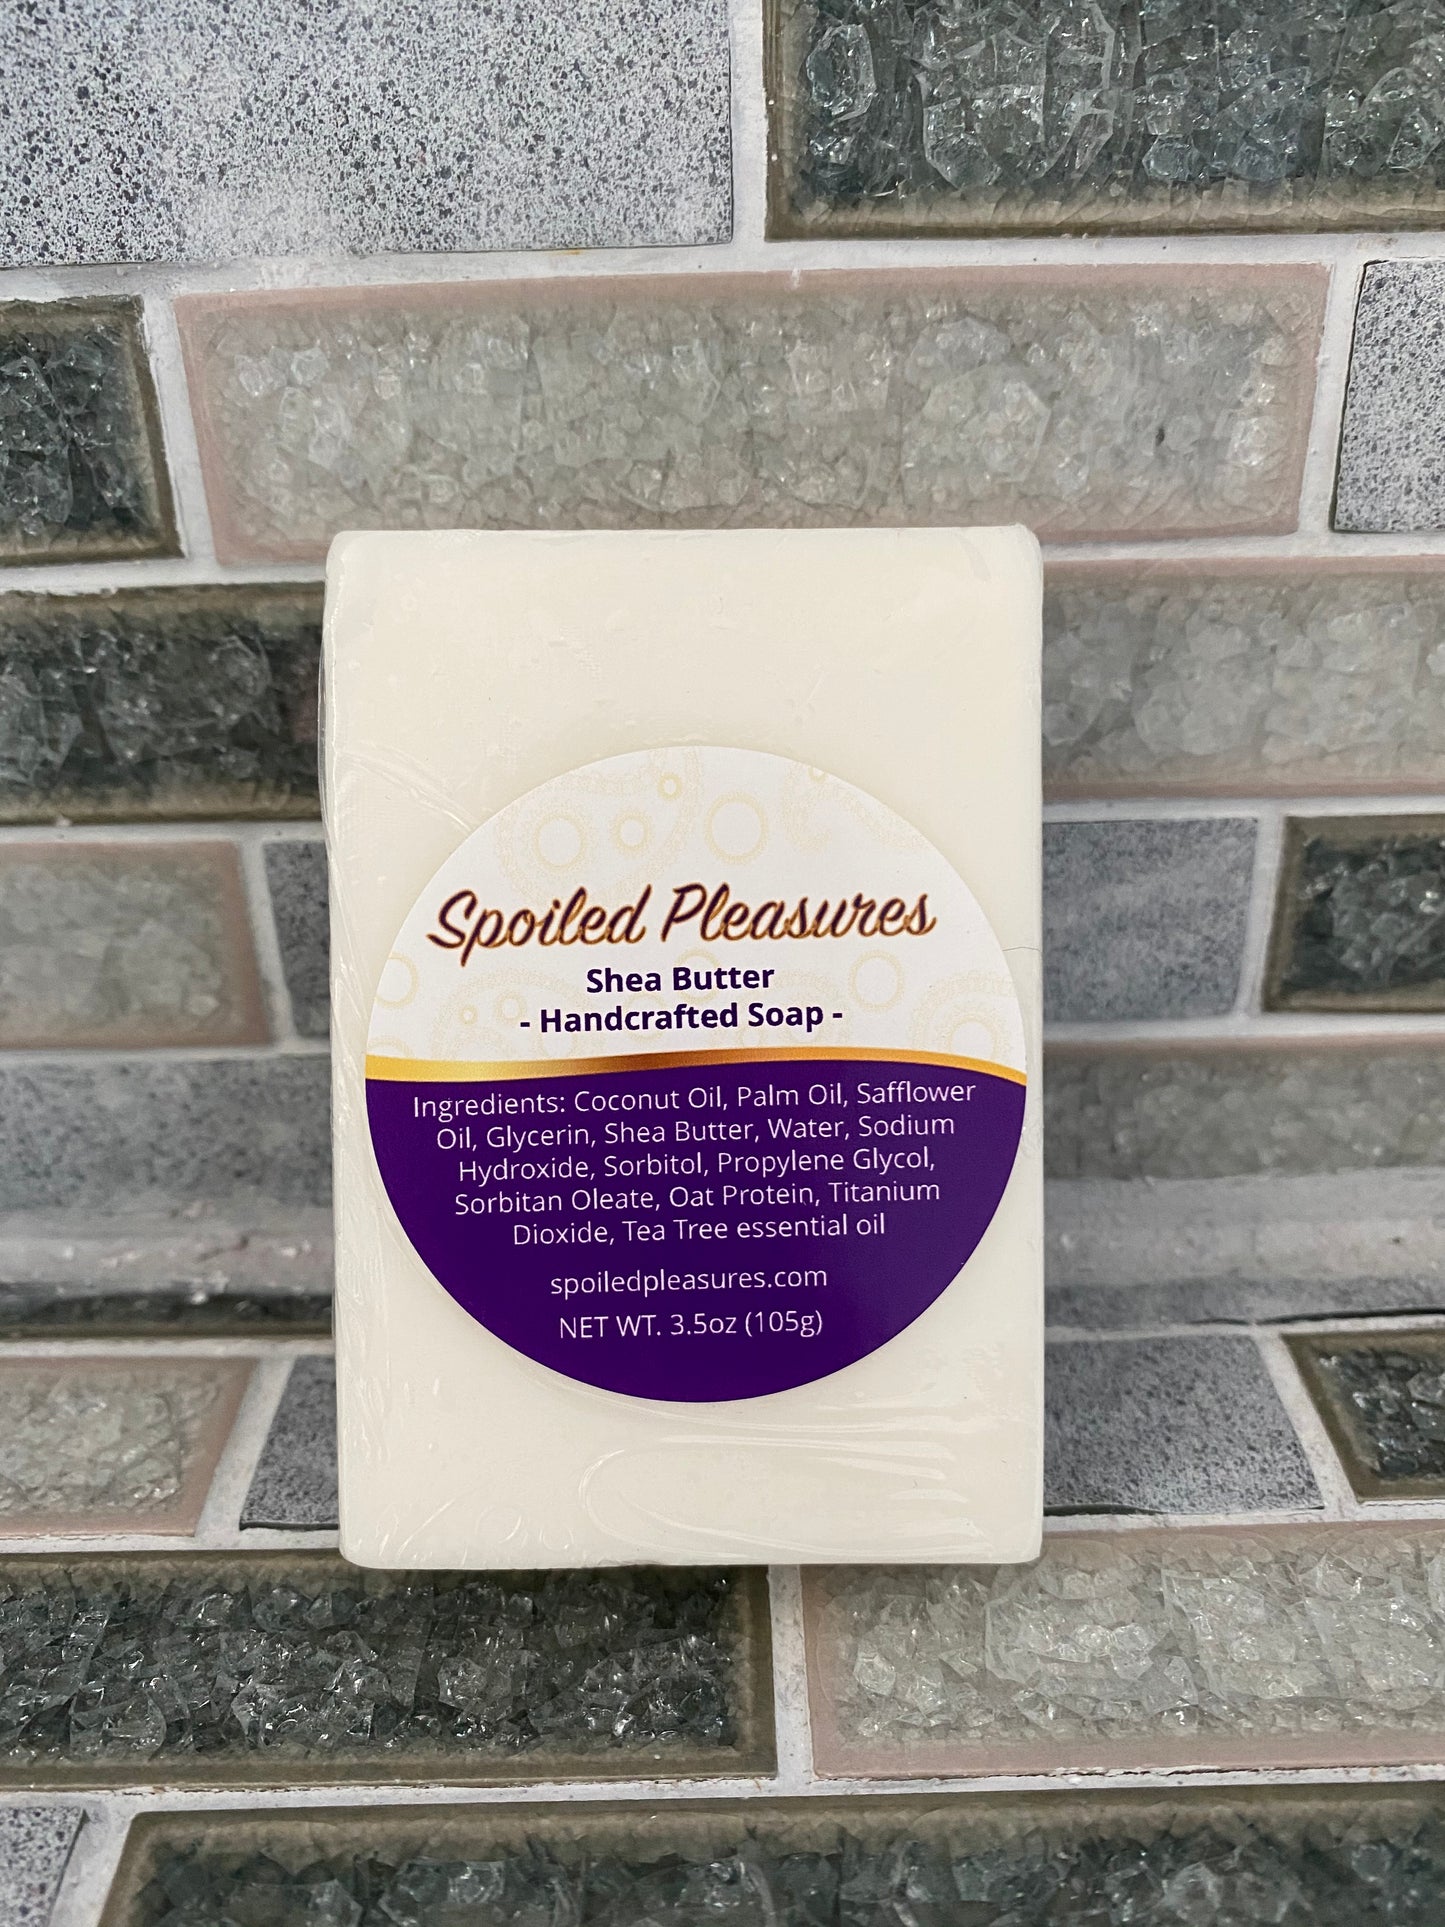 Spoiled Pleasures
Shea Butter
- Handcrafted Soap -
Ingredients: Coconut Oil, Palm Oil, Safflower
Oil, Glycerin, Shea Butter, Water, Sodium
Hydroxide, Sorbitol, Propylene Glycol,
Sorbitan Oleate, Oat Protein, Titanium
Dioxide, Tea Tree essential oil
spoiledpleasures.com
NET WT. 3.5oz (105g)